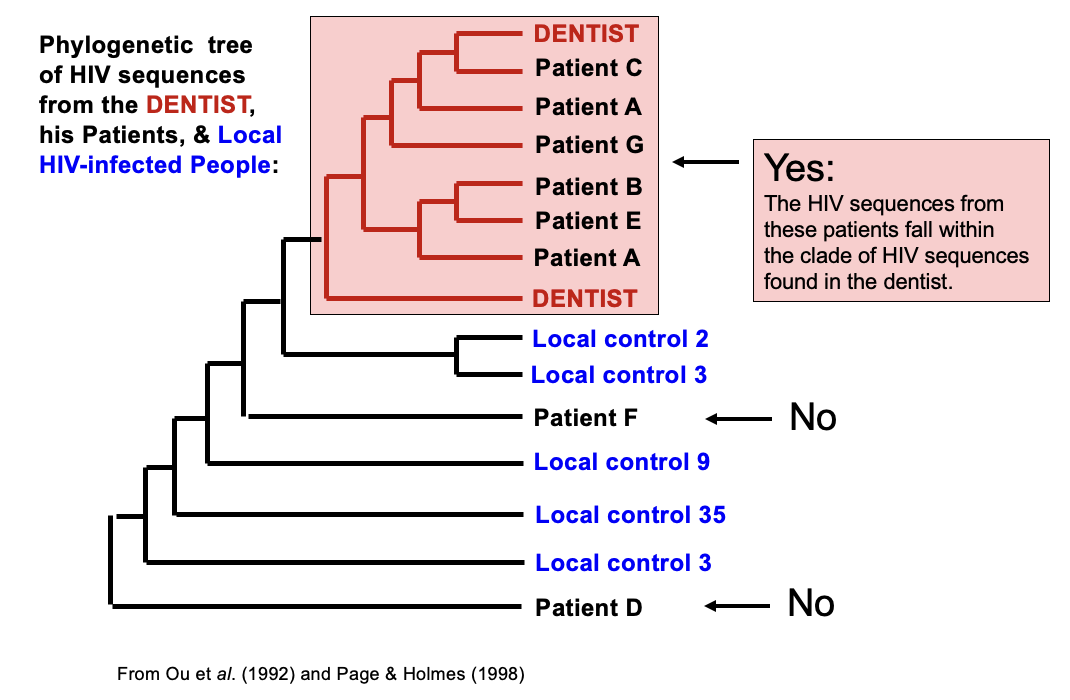 Phylogenetic tree
of HIV sequences
from the DENTIST,
his Patients, & Local
HIV-infected People:
DENTIST
Patient C
Patient A
Patient G
Patient B
Patient E
Patient A
DENTIST
Yes:
The HIV sequences from
these patients fall within
the clade of HIV sequences
found in the dentist.
Local control 2
Local control 3
Patient F
No
Local control 9
Local control 35
Local control 3
Patient D
No
From Ou et al. (1992) and Page & Holmes (1998)